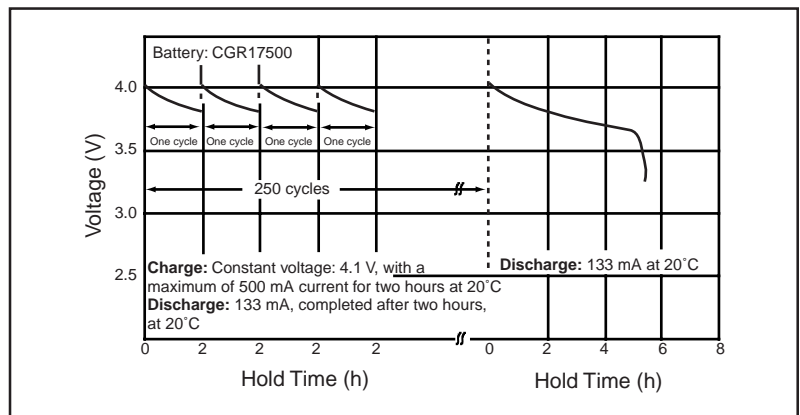 Battery: CGR17500
4.0
3.5
3.0
2.5
2.0
Voltage (V)
One cycle One cycle One cycle One cycle
250 cycles
Charge: Constant voltage: 4.1 V, with a
maximum of 500 mA current for two hours at 20˚C
Discharge: 133 mA, completed after two hours,
at 20˚C
Discharge: 133 mA at 20˚C
0 2 2 2 2 0 2 4 6 8
Hold Time (h) Hold Time (h)